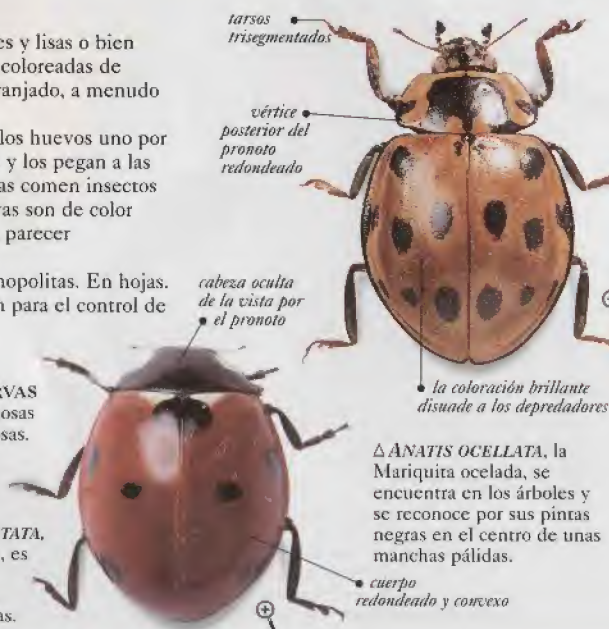 es y lisas o bien
coloreadas de
ranjado, a menudo
los huevos uno por
y los pegan a las
as comen insectos
vas son de color
parecer
nopolitas. En hojas.
n para el control de
RVAS
osas
sas.
TATA,
, es
as.
tarsos
trisegmentados
vértice
posterior del
pronoto
redondeado
cabeza oculta
de la vista por
el pronoto
la coloración brillante
disuade a los depredadores
△ ANATIS OCELLATA, la
Mariquita ocelada, se
encuentra en los árboles y
se reconoce por sus pintas
negras en el centro de unas
manchas pálidas.
cuerpo
redondeado y convexo